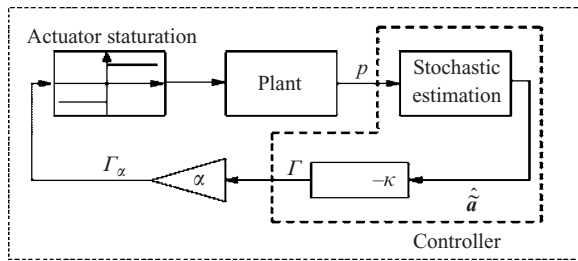 Actuator staturation
Plant
p
Stochastic
estimation
Γα
α
Γ
–κ
ẫ
Controller